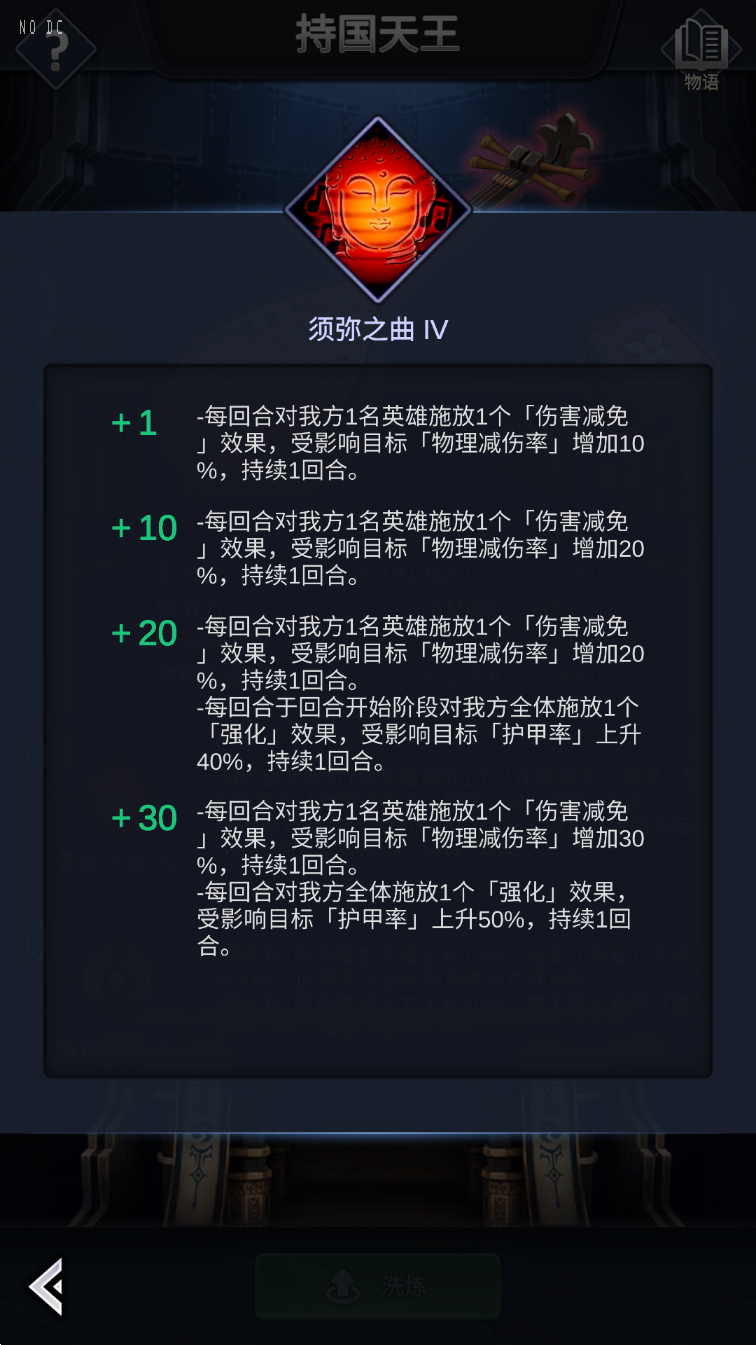 NO DC
?
持国天王
物语
须弥之曲 IV
+1
-每回合对我方1名英雄施放1个「伤害减免
」效果，受影响目标「物理减伤率」增加10
%，持续1回合。
+10
-每回合对我方1名英雄施放1个「伤害减免
」效果，受影响目标「物理减伤率」增加20
%，持续1回合。
+20
-每回合对我方1名英雄施放1个「伤害减免
」效果，受影响目标「物理减伤率」增加20
%，持续1回合。
-每回合于回合开始阶段对我方全体施放1个
「强化」效果，受影响目标「护甲率」上升
40%，持续1回合。
+30
-每回合对我方1名英雄施放1个「伤害减免
」效果，受影响目标「物理减伤率」增加30
%，持续1回合。
-每回合对我方全体施放1个「强化」效果，
受影响目标「护甲率」上升50%，持续1回
合。
洗炼